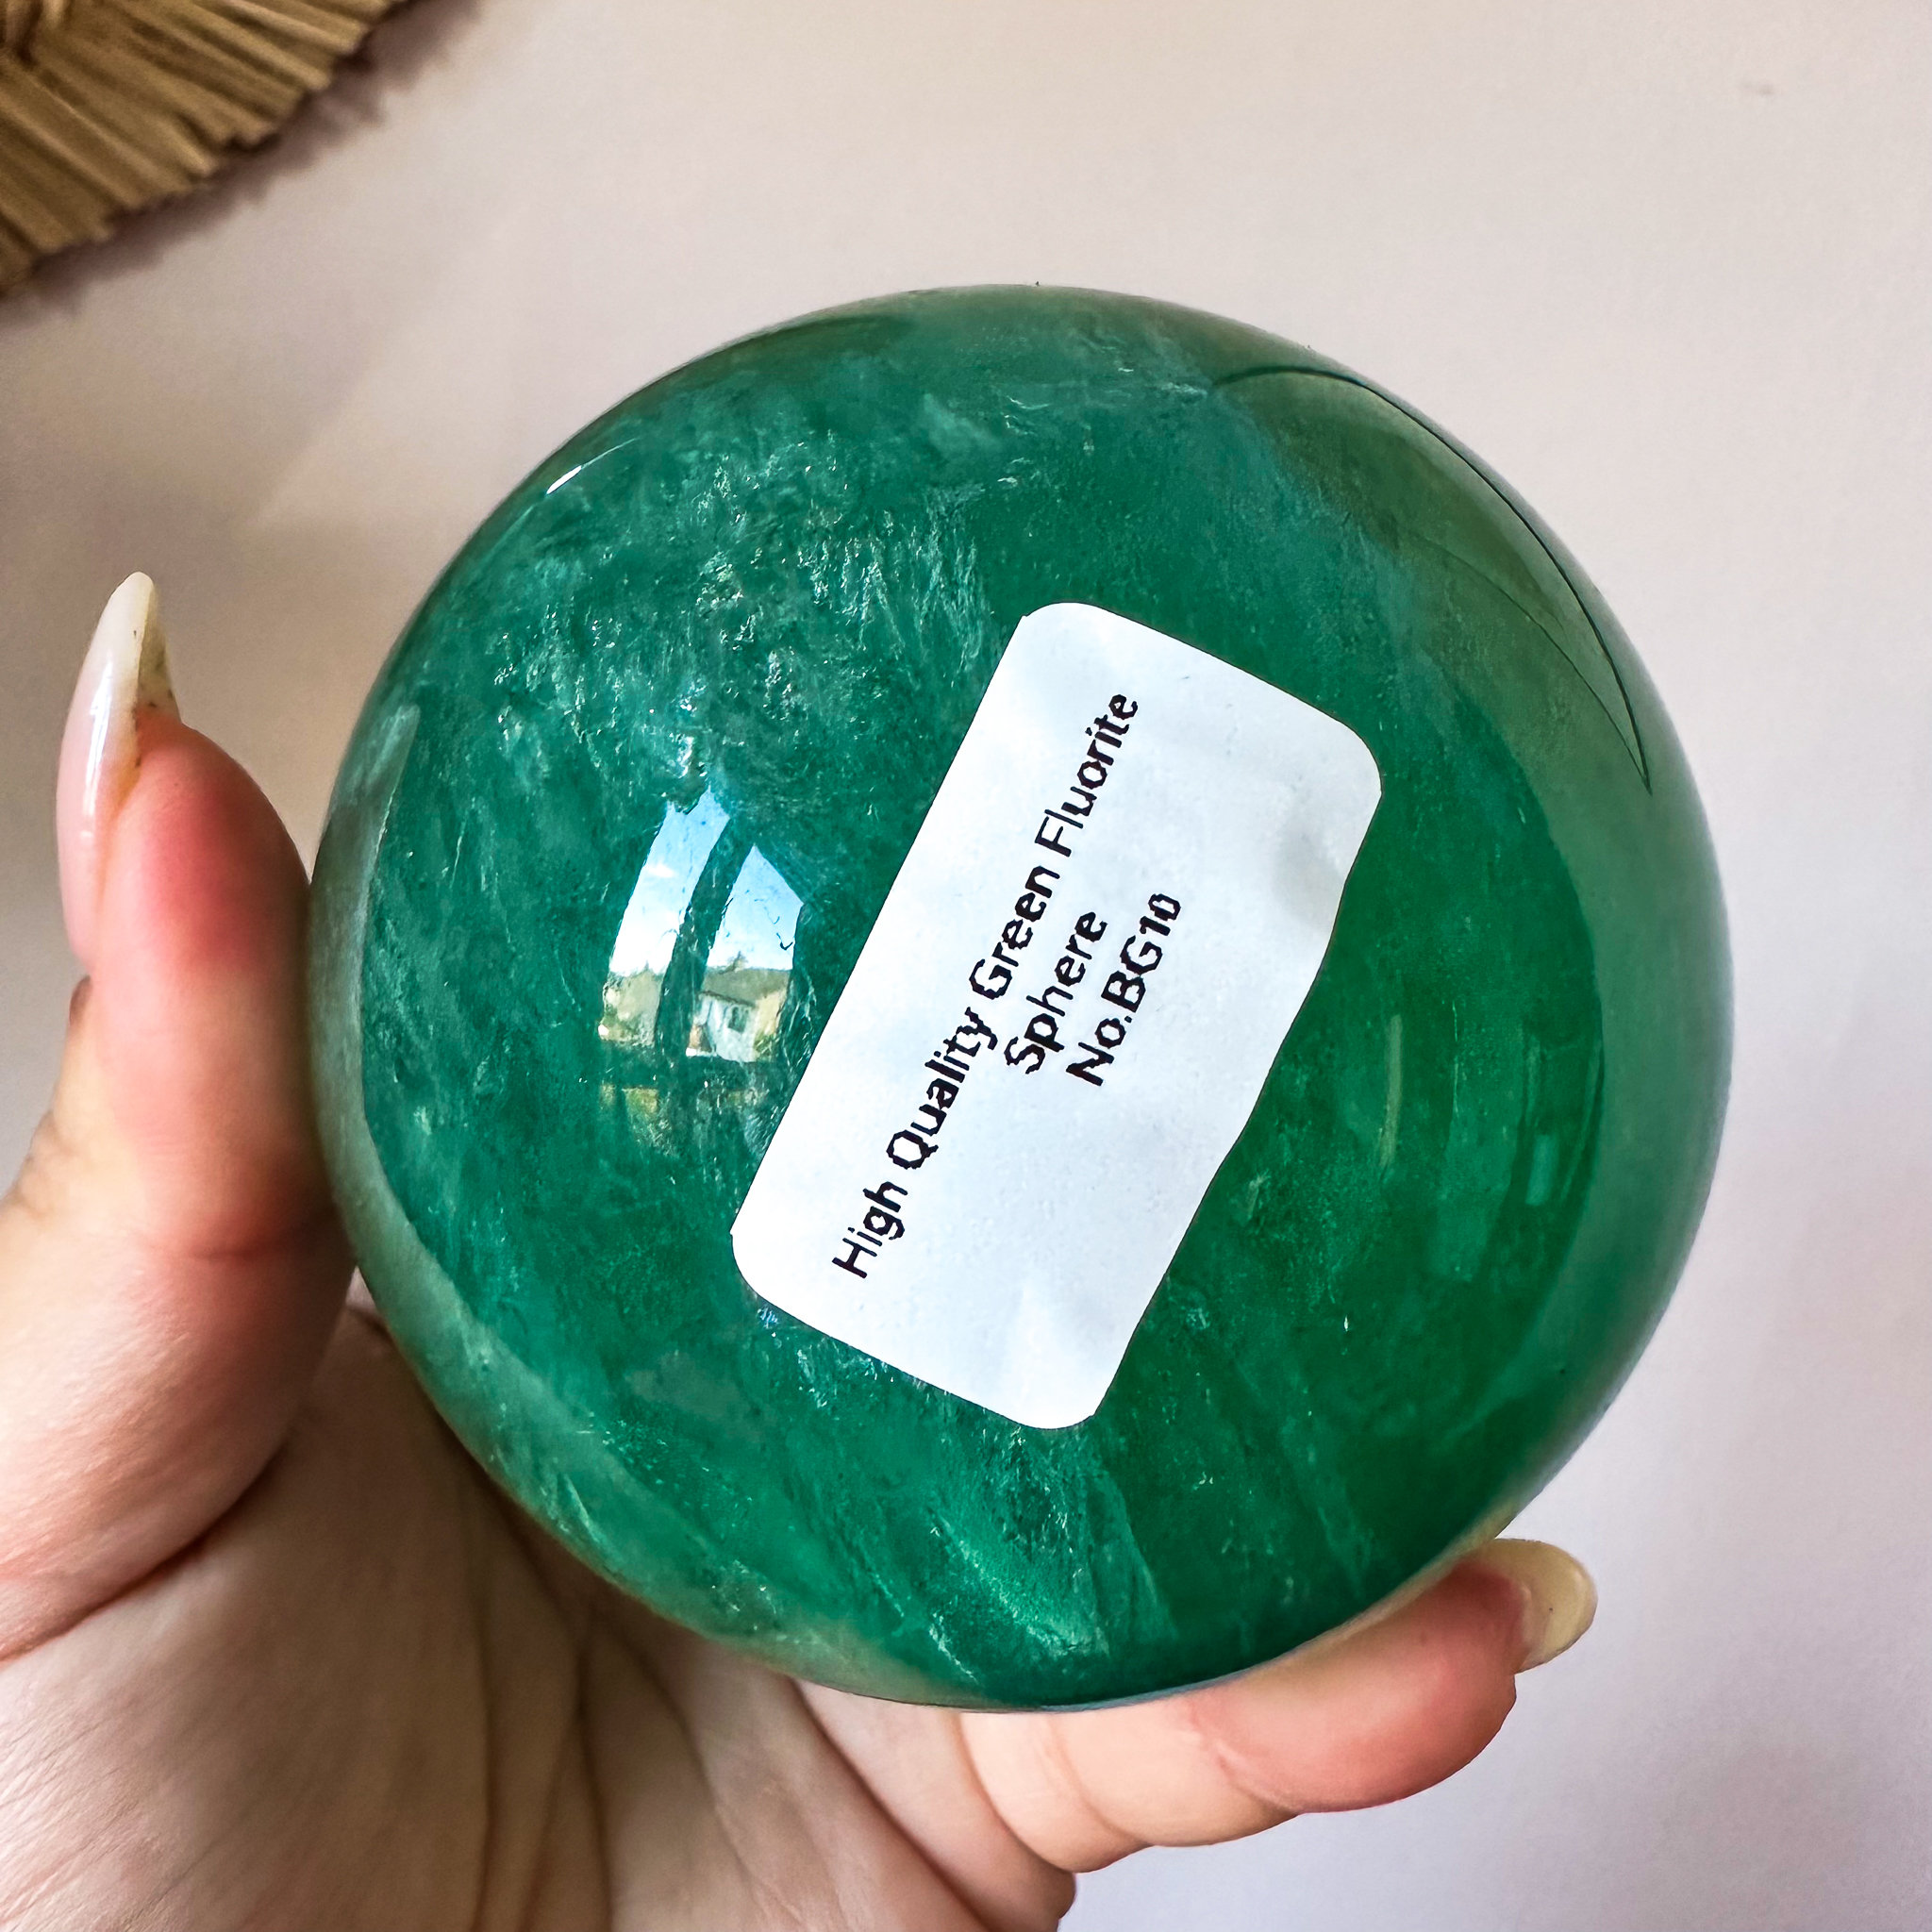 High Quality Green Fluorite
Sphere
No.BG10